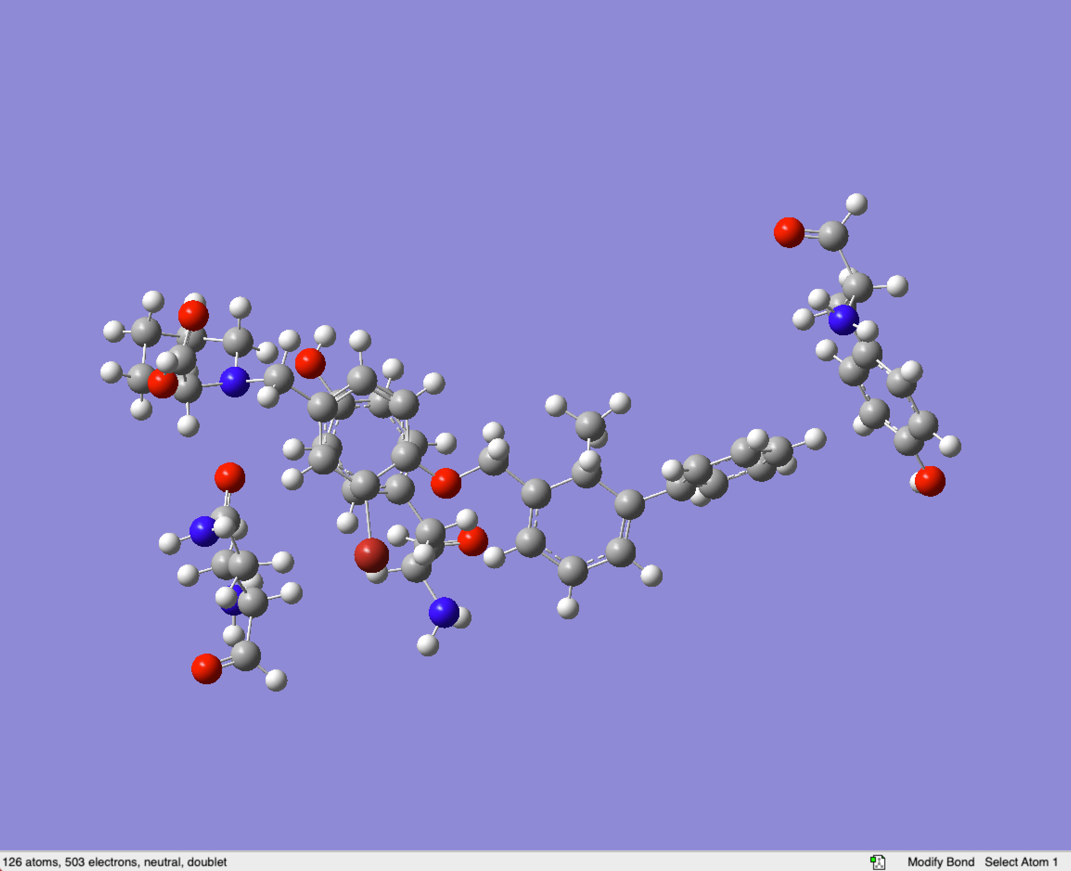 126 atoms, 503 electrons, neutral, doublet
Modify Bond Select Atom 1